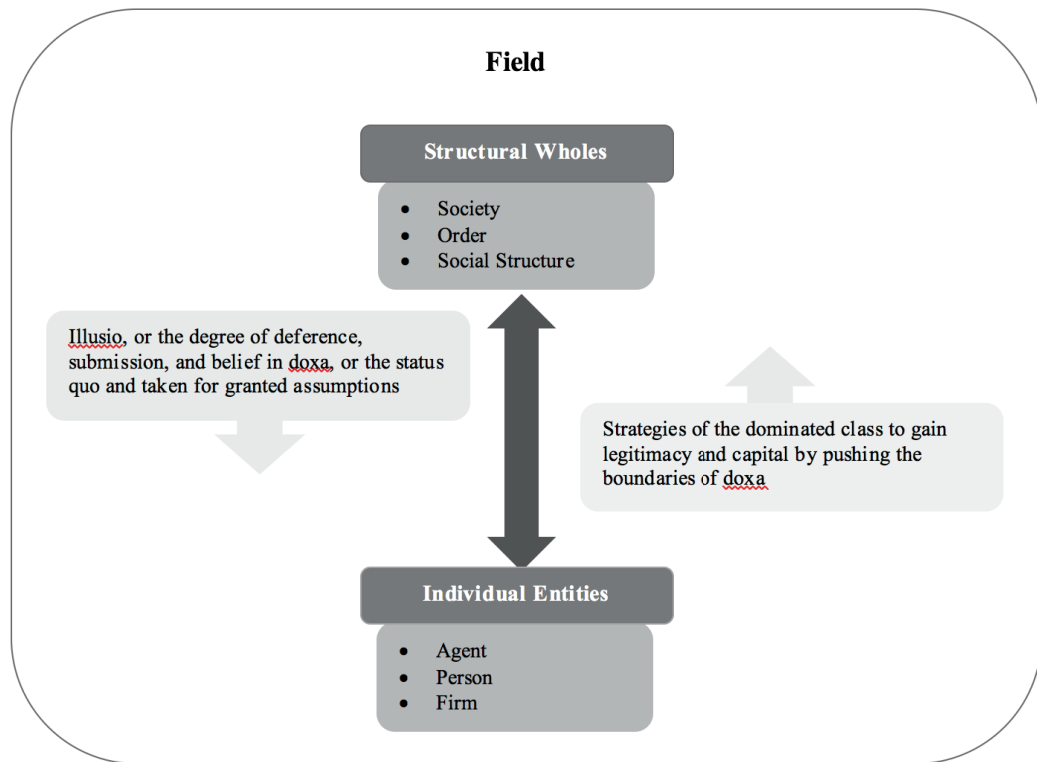 Field
Structural Wholes
• Society
• Order
• Social Structure
Illusio, or the degree of deference,
submission, and belief in doxa, or the status
quo and taken for granted assumptions
Strategies of the dominated class to gain
legitimacy and capital by pushing the
boundaries of doxa
Individual Entities
• Agent
• Person
• Firm